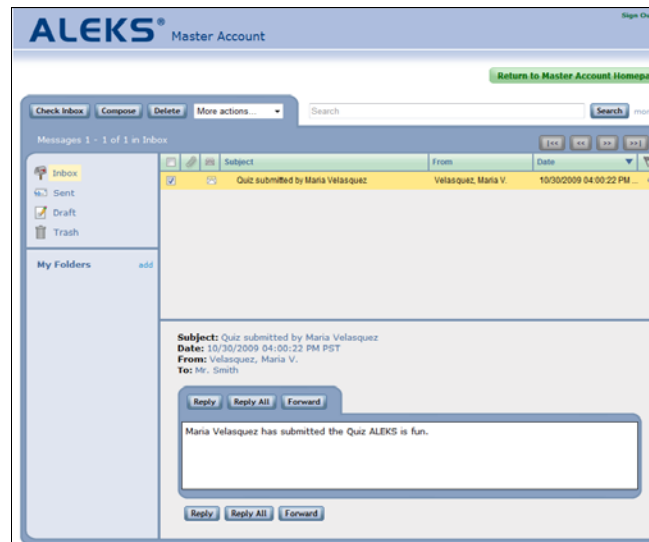 ALEKS® Master Account
Sign Ou
Return to Master Account Homepa
Check Inbox Compose Delete More actions... Search Search mor
Messages 1 - 1 of 1 in Inbox |<< << >> >>|
Subject From Date
Inbox
Quiz submitted by Maria Velasquez Velasquez, Maria V. 10/30/2009 04:00:22 PM ...
Sent
Draft
Trash
My Folders add
Subject: Quiz submitted by Maria Velasquez
Date: 10/30/2009 04:00:22 PM PST
From: Velasquez, Maria V.
To: Mr. Smith
Reply Reply All Forward
Maria Velasquez has submitted the Quiz ALEKS is fun.
Reply Reply All Forward